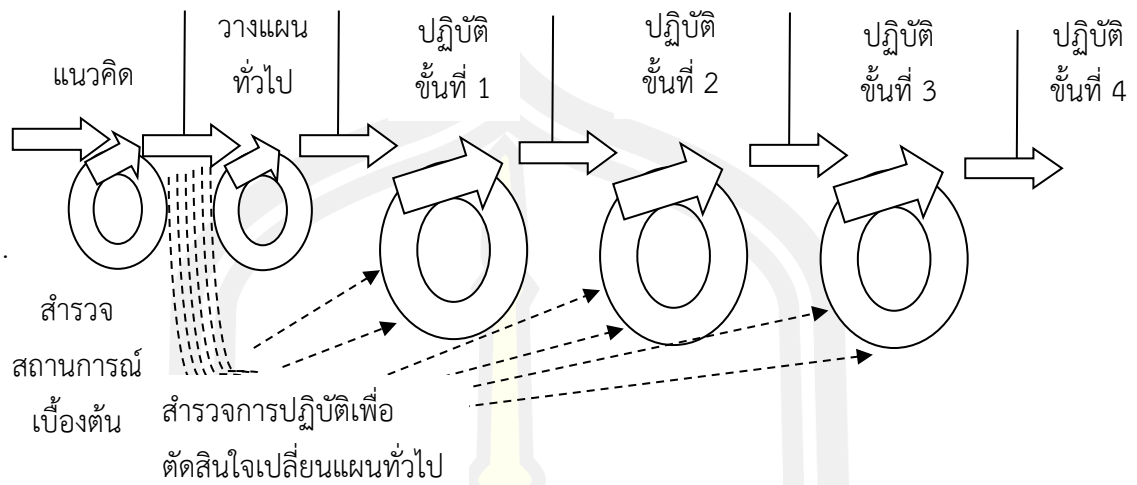 แนวคิด
วางแผน
ทั่วไป
ปฏิบัติ
ขั้นที่ 1
ปฏิบัติ
ขั้นที่ 2
ปฏิบัติ
ขั้นที่ 3
ปฏิบัติ
ขั้นที่ 4
.
สำรวจ
สถานการณ์
เบื้องต้น
สำรวจการปฏิบัติเพื่อ
ตัดสินใจเปลี่ยนแผนทั่วไป